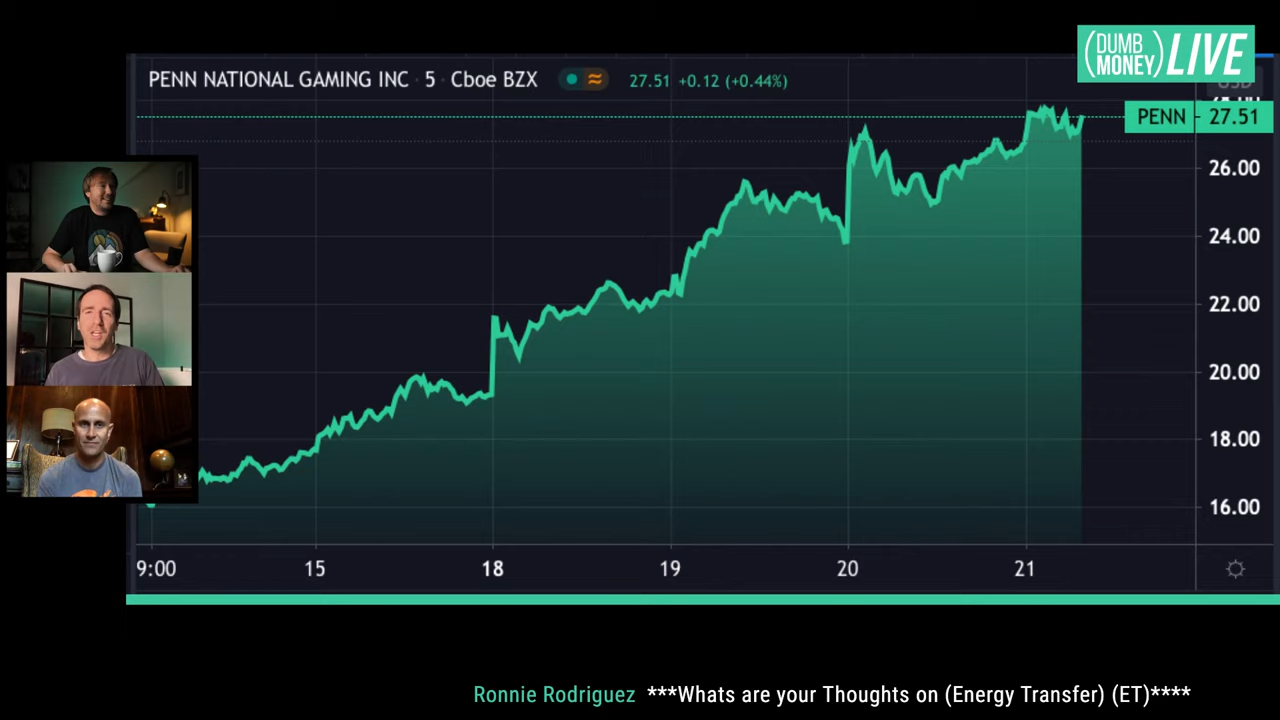 (DUMB MONEY) LIVE
PENN NATIONAL GAMING INC · 5 · Cboe BZX
27.51 +0.12 (+0.44%)
USD
PENN - 27.51
26.00
24.00
22.00
20.00
18.00
16.00
9:00 15 18 19 20 21
Ronnie Rodriguez ***Whats are your Thoughts on (Energy Transfer) (ET)****